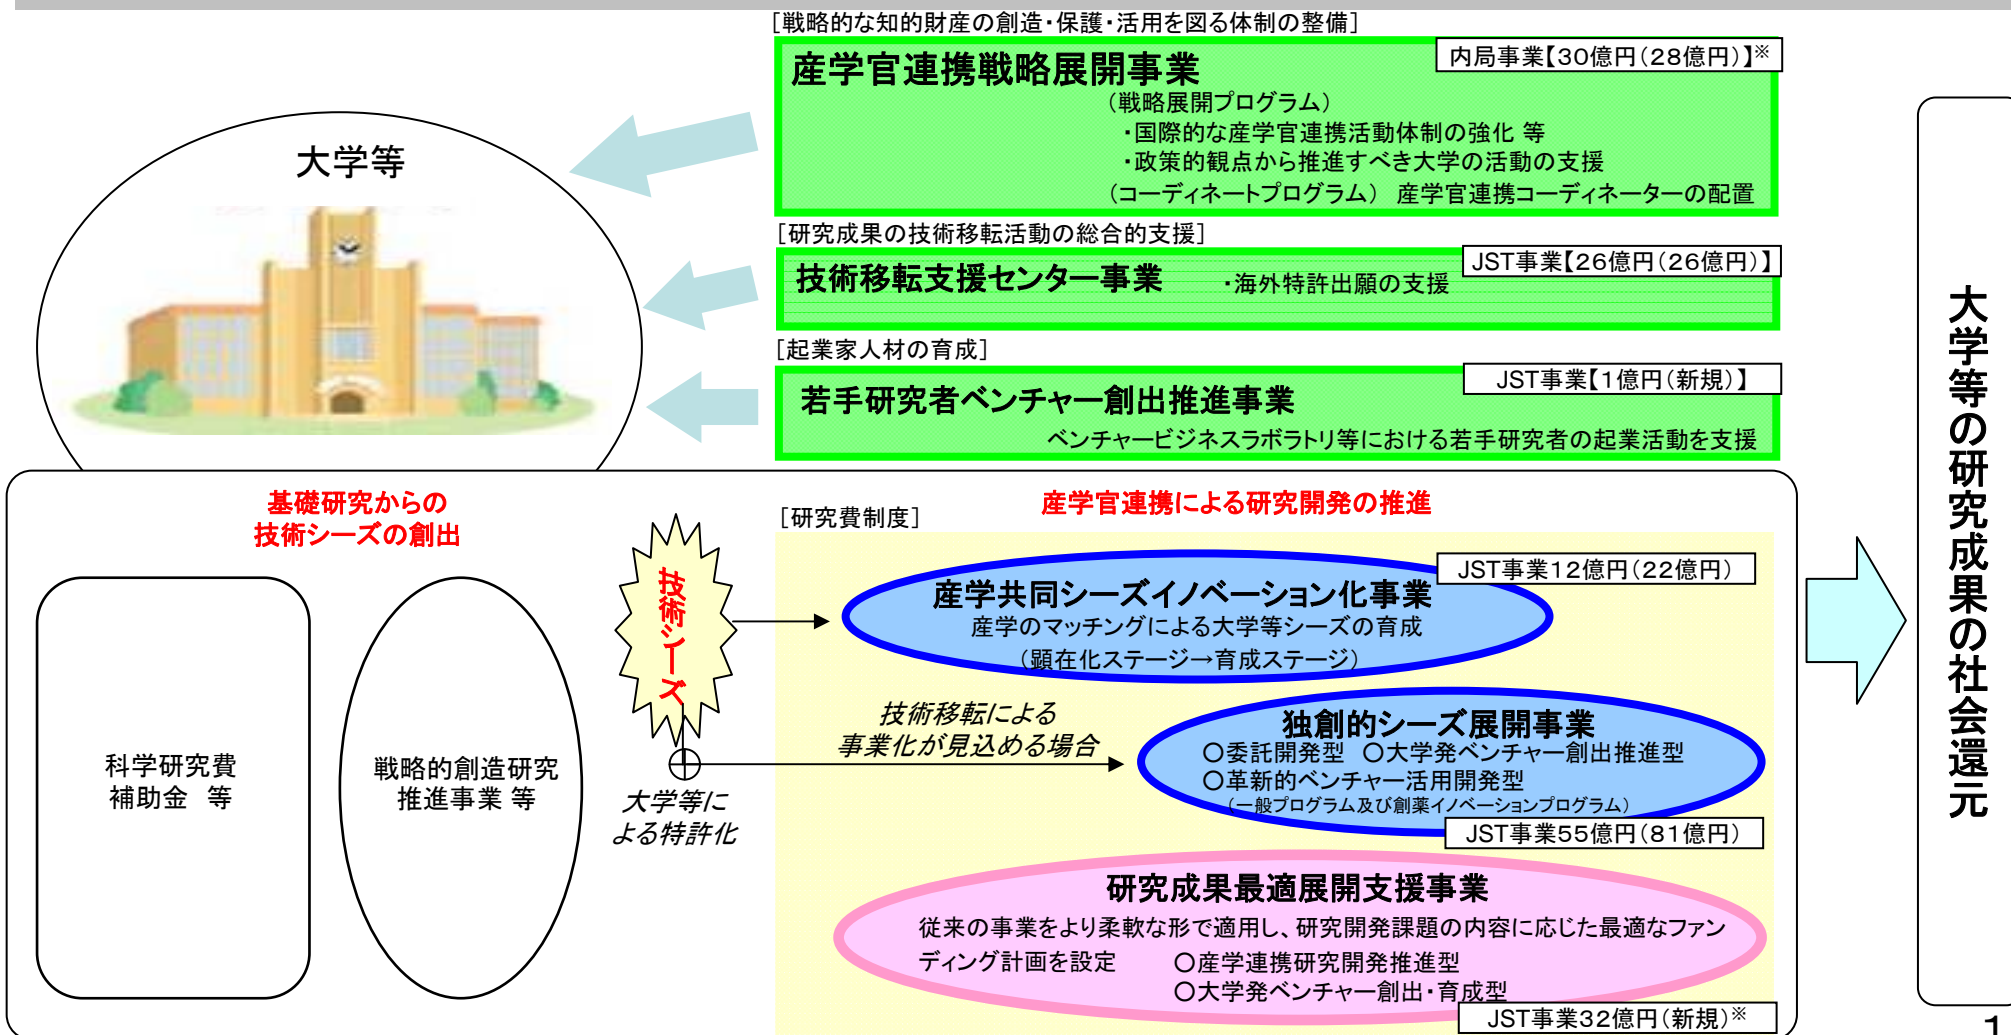 [戦略的な知的財産の創造・保護・活用を図る体制の整備]
産学官連携戦略展開事業
内局事業【30億円(28億円)】※
(戦略展開プログラム)
・国際的な産学官連携活動体制の強化 等
・政策的観点から推進すべき大学の活動の支援
(コーディネートプログラム) 産学官連携コーディネーターの配置
大学等
[研究成果の技術移転活動の総合的支援]
技術移転支援センター事業
・海外特許出願の支援
JST事業【26億円(26億円)】
[起業家人材の育成]
若手研究者ベンチャー創出推進事業
JST事業【1億円(新規)】
ベンチャービジネスラボラトリ等における若手研究者の起業活動を支援
基礎研究からの
技術シーズの創出
科学研究費
補助金 等
戦略的創造研究
推進事業 等
技術シーズ
大学等に
よる特許化
[研究費制度]
産学官連携による研究開発の推進
JST事業12億円(22億円)
産学共同シーズイノベーション化事業
産学のマッチングによる大学等シーズの育成
(顕在化ステージ→育成ステージ)
技術移転による
事業化が見込める場合
独創的シーズ展開事業
○委託開発型 ○大学発ベンチャー創出推進型
○革新的ベンチャー活用開発型
(一般プログラム及び創薬イノベーションプログラム)
JST事業55億円(81億円)
研究成果最適展開支援事業
従来の事業をより柔軟な形で適用し、研究開発課題の内容に応じた最適なファン
ディング計画を設定 ○産学連携研究開発推進型
○大学発ベンチャー創出・育成型
JST事業32億円(新規)※
大学等の研究成果の社会還元
1